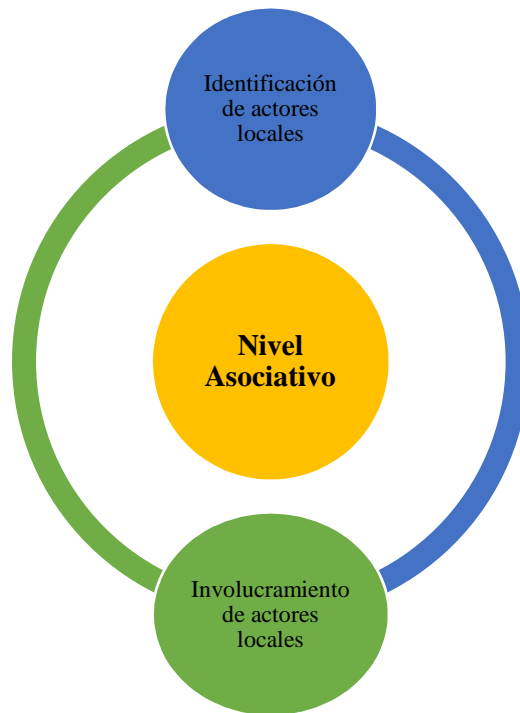 Identificación
de actores
locales
Nivel
Asociativo
Involucramiento
de actores
locales